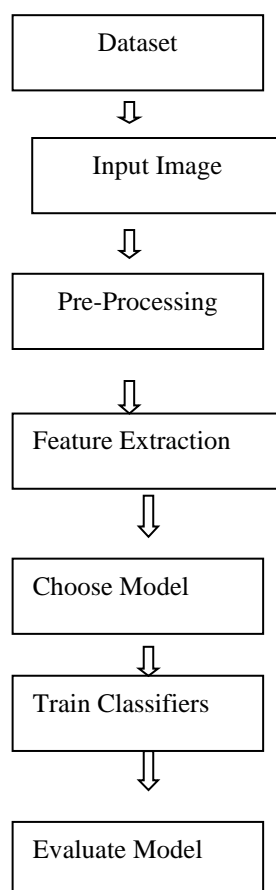 Dataset
Input Image
Pre-Processing
Feature Extraction
Choose Model
Train Classifiers
Evaluate Model